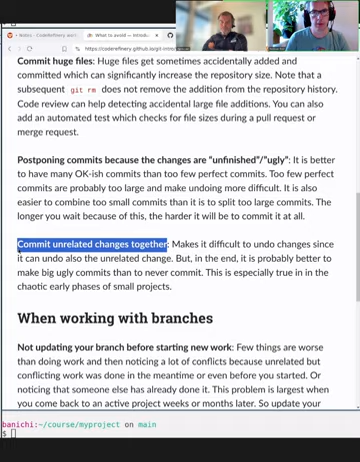 Notes - CodeRefinery
What to avoid — Introdu
https://coderefinery.github.io/git-intro
Commit huge files: Huge files get sometimes accidentally added and
committed which can significantly increase the repository size. Note that a
subsequent git rm does not remove the addition from the repository history.
Code review can help detecting accidental large file additions. You can also
add an automated test which checks for file sizes during a pull request or
merge request.
Postponing commits because the changes are "unfinished"/"ugly": It is better
to have many OK-ish commits than too few perfect commits. Too few perfect
commits are probably too large and make undoing more difficult. It is also
easier to combine too small commits than it is to split too large commits. The
longer you wait because of this, the harder it will be to commit it at all.
Commit unrelated changes together: Makes it difficult to undo changes since
it can undo also the unrelated change. But, in the end, it is probably better to
make big ugly commits than to never commit. This is especially true in in the
chaotic early phases of small projects.
When working with branches
Not updating your branch before starting new work: Few things are worse
than doing work and then noticing a lot of conflicts because unrelated but
conflicting work was done in the meantime or even before you started. Or
noticing that someone else has already done it. This problem is largest when
you come back to an active project weeks or months later. So update your
banichi:~/course/myproject on main
$